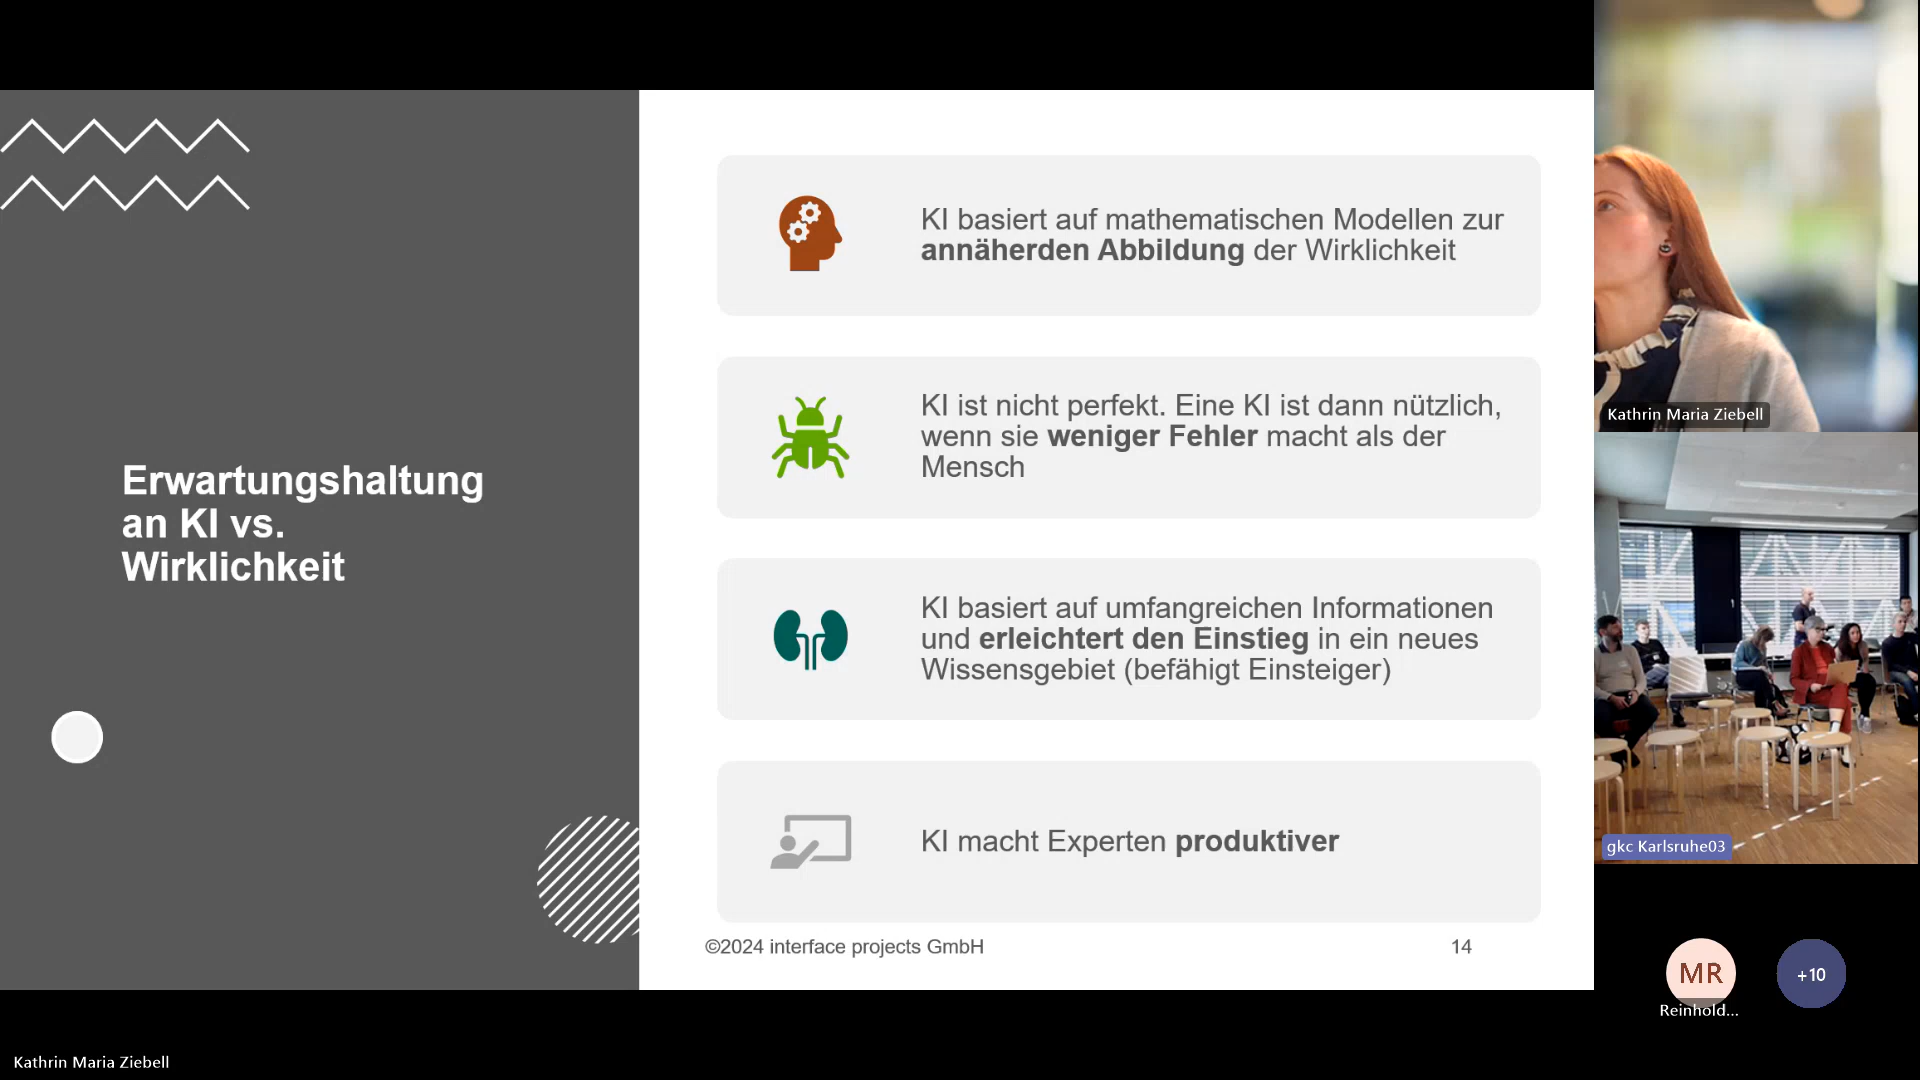 Erwartungshaltung
an KI vs.
Wirklichkeit
KI basiert auf mathematischen Modellen zur
annäherden Abbildung der Wirklichkeit
KI ist nicht perfekt. Eine KI ist dann nützlich,
wenn sie weniger Fehler macht als der
Mensch
KI basiert auf umfangreichen Informationen
und erleichtert den Einstieg in ein neues
Wissensgebiet (befähigt Einsteiger)
KI macht Experten produktiver
©2024 interface projects GmbH
14
Kathrin Maria Ziebell
gkc Karlsruhe03
MR
+10
Reinhold...
Kathrin Maria Ziebell